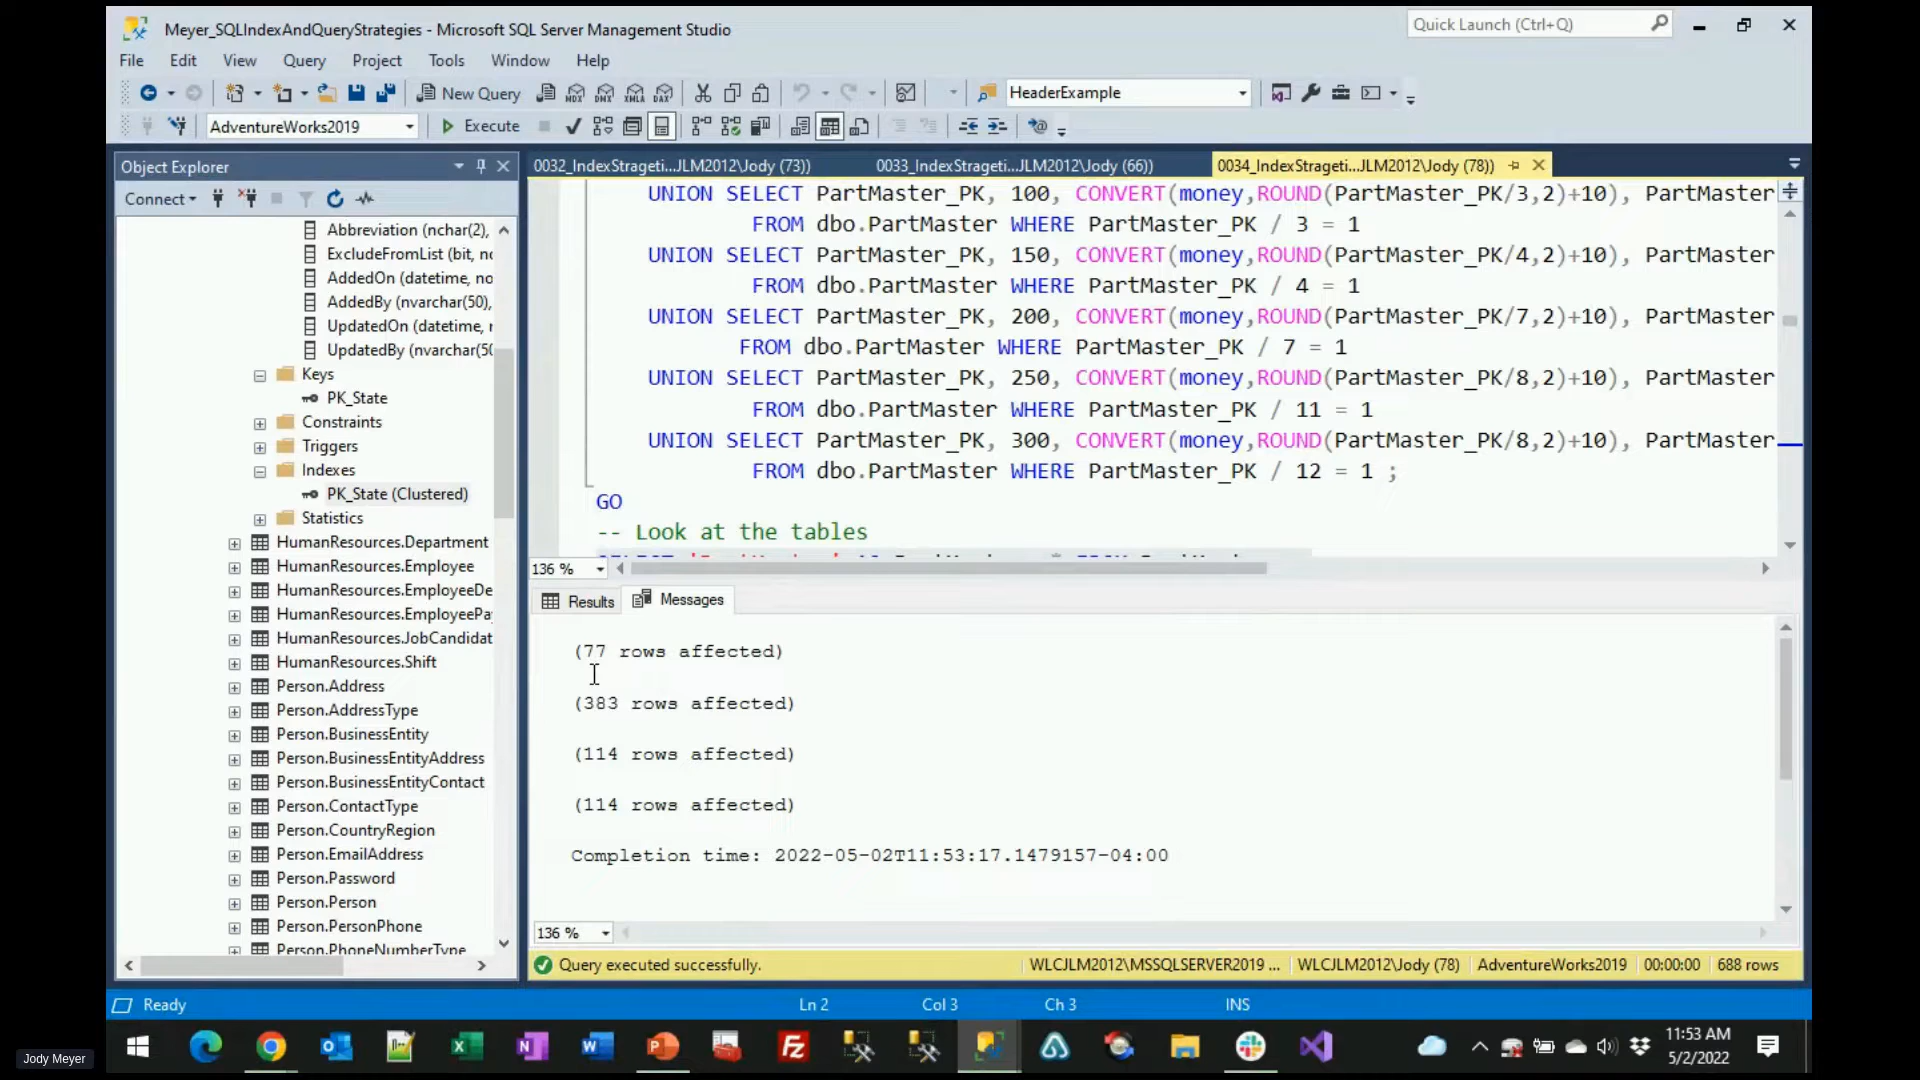 Meyer_SQLIndexAndQueryStrategies - Microsoft SQL Server Management Studio
Quick Launch (Ctrl+Q)
File Edit View Query Project Tools Window Help
New Query
HeaderExample
AdventureWorks2019
Execute
Object Explorer
0032_IndexStrageti...JLM2012\Jody (73))
0033_IndexStrageti...JLM2012\Jody (66))
0034_IndexStrageti...JLM2012\Jody (78))
Connect
Abbreviation (nchar(2),
ExcludeFromList (bit, nc
AddedOn (datetime, no
AddedBy (nvarchar(50),
UpdatedOn (datetime, r
UpdatedBy (nvarchar(50
Keys
PK_State
Constraints
Triggers
Indexes
PK_State (Clustered)
Statistics
HumanResources.Department
HumanResources.Employee
HumanResources.EmployeeDe
HumanResources.EmployeePa
HumanResources.JobCandidat
HumanResources.Shift
Person.Address
Person.AddressType
Person.BusinessEntity
Person.BusinessEntityAddress
Person.BusinessEntityContact
Person.ContactType
Person.CountryRegion
Person.EmailAddress
Person.Password
Person.Person
Person.PersonPhone
Person.PhoneNumberType
UNION SELECT PartMaster_PK, 100, CONVERT(money,ROUND(PartMaster_PK/3,2)+10), PartMaster
FROM dbo.PartMaster WHERE PartMaster_PK / 3 = 1
UNION SELECT PartMaster_PK, 150, CONVERT(money,ROUND(PartMaster_PK/4,2)+10), PartMaster
FROM dbo.PartMaster WHERE PartMaster_PK / 4 = 1
UNION SELECT PartMaster_PK, 200, CONVERT(money,ROUND(PartMaster_PK/7,2)+10), PartMaster
FROM dbo.PartMaster WHERE PartMaster_PK / 7 = 1
UNION SELECT PartMaster_PK, 250, CONVERT(money,ROUND(PartMaster_PK/8,2)+10), PartMaster
FROM dbo.PartMaster WHERE PartMaster_PK / 11 = 1
UNION SELECT PartMaster_PK, 300, CONVERT(money,ROUND(PartMaster_PK/8,2)+10), PartMaster
FROM dbo.PartMaster WHERE PartMaster_PK / 12 = 1 ;
GO
-- Look at the tables
136 %
Results Messages
(77 rows affected)
(383 rows affected)
(114 rows affected)
(114 rows affected)
Completion time: 2022-05-02T11:53:17.1479157-04:00
136 %
Query executed successfully.
WLCJLM2012\MSSQLSERVER2019 ... WLCJLM2012\Jody (78) AdventureWorks2019 00:00:00 688 rows
Ready Ln 2 Col 3 Ch 3 INS
11:53 AM
5/2/2022
Jody Meyer